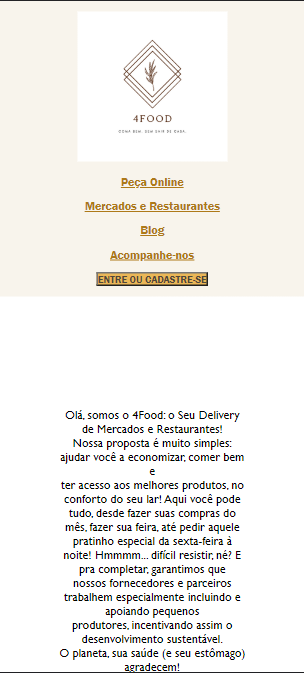 4FOOD
COMA BEM, SEM SAIR DE CASA
Peça Online
Mercados e Restaurantes
Blog
Acompanhe-nos
ENTRE OU CADASTRE-SE
Olá, somos o 4Food: o Seu Delivery
de Mercados e Restaurantes!
Nossa proposta é muito simples:
ajudar você a economizar, comer bem
e
ter acesso aos melhores produtos, no
conforto do seu lar! Aqui você pode
tudo, desde fazer suas compras do
mês, fazer sua feira, até pedir aquele
pratinho especial da sexta-feira à
noite! Hmmmm... difícil resistir, né? E
pra completar, garantimos que
nossos fornecedores e parceiros
trabalhem especialmente incluindo e
apoiando pequenos
produtores, incentivando assim o
desenvolvimento sustentável.
O planeta, sua saúde (e seu estômago)
agradecem!